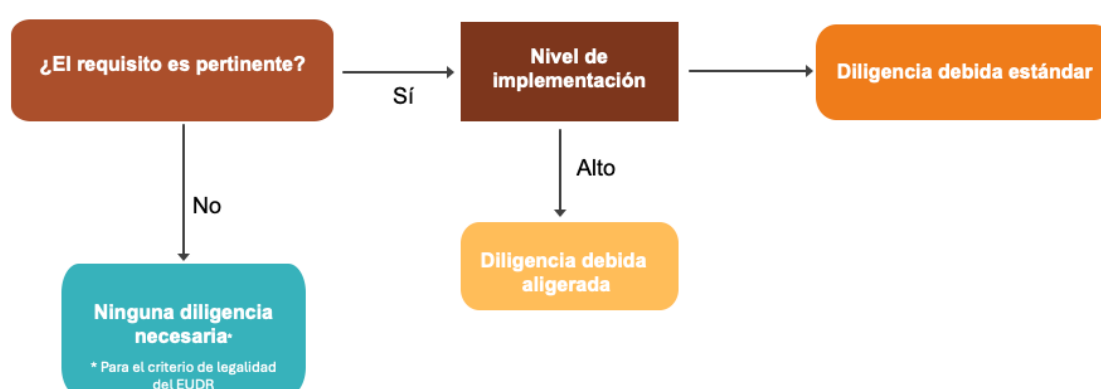 ¿El requisito es pertinente?
Sí
Nivel de
implementación
Diligencia debida estándar
No
Alto
Diligencia debida
aligerada
Ninguna diligencia
necesaria*
* Para el criterio de legalidad
del EUDR